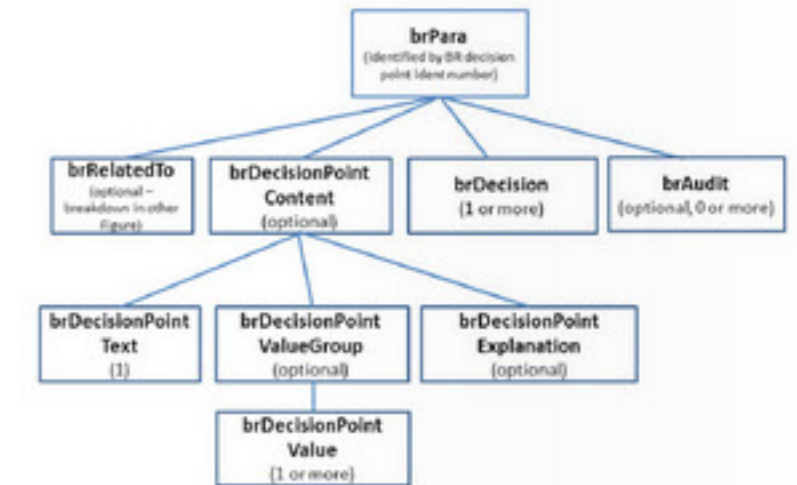 brPara
(identified by BR decision
point ident number)
brRelatedTo
(optional –
breakdown in other
figure)
brDecisionPoint
Content
(optional)
brDecision
(1 or more)
brAudit
(optional, 0 or more)
brDecisionPoint
Text
(1)
brDecisionPoint
ValueGroup
(optional)
brDecisionPoint
Explanation
(optional)
brDecisionPoint
Value
(1 or more)